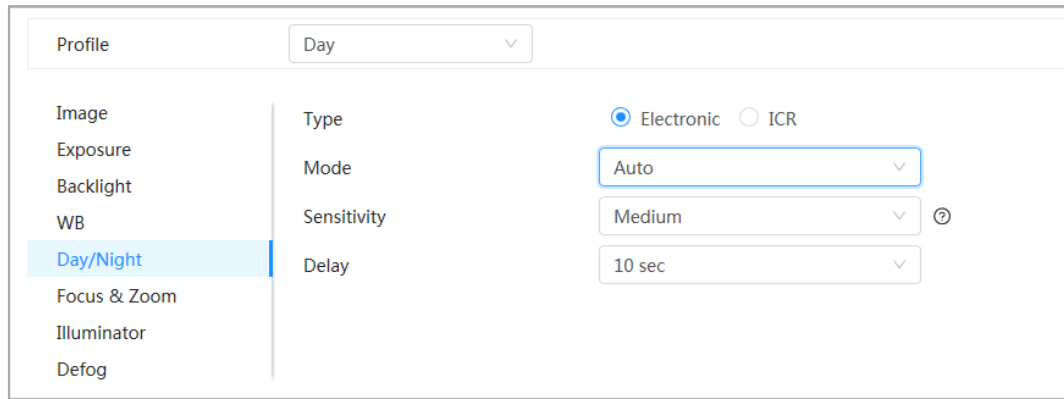 Profile Day
Image
Exposure
Backlight
WB
Day/Night
Focus & Zoom
Illuminator
Defog
Type Electronic ICR
Mode Auto
Sensitivity Medium ?
Delay 10 sec